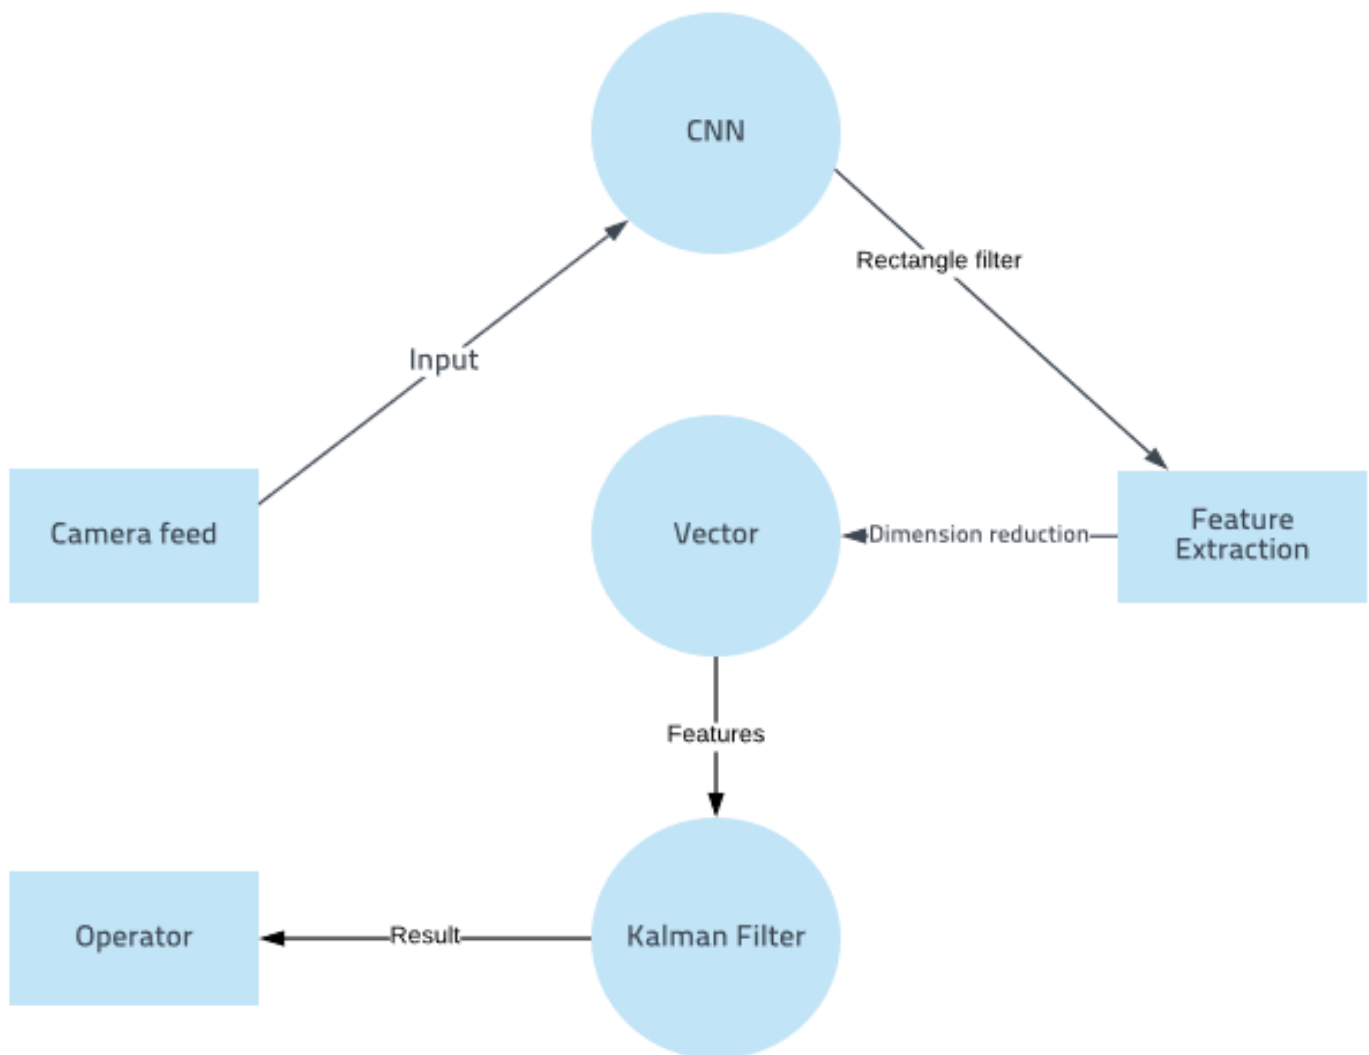 CNN
Rectangle filter
Input
Camera feed
Vector
Dimension reduction
Feature
Extraction
Features
Operator
Result
Kalman Filter